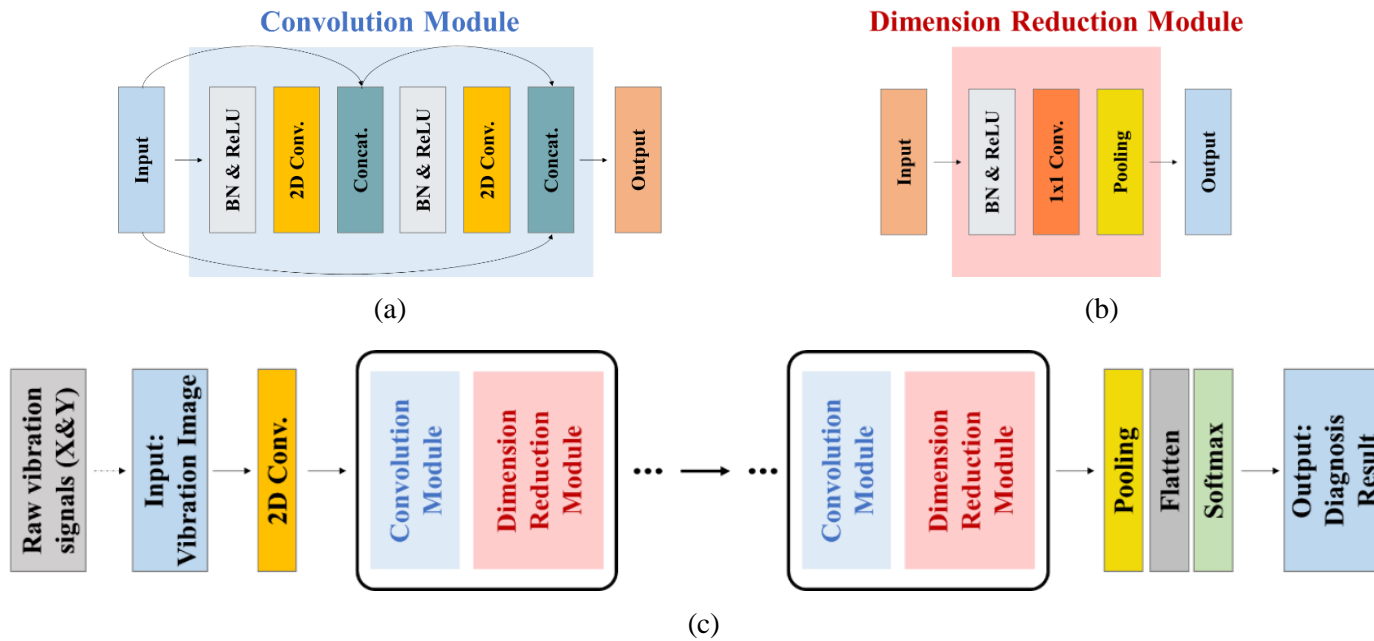 Convolution Module
Input
BN & ReLU
2D Conv.
Concat.
BN & ReLU
2D Conv.
Concat.
Output
(a)
Dimension Reduction Module
Input
BN & ReLU
1x1 Conv.
Pooling
Output
(b)
Raw vibration
signals (X&Y)
Input:
Vibration Image
2D Conv.
Convolution
Module
Dimension
Reduction
Module
•••
•••
Convolution
Module
Dimension
Reduction
Module
Pooling
Flatten
Softmax
Output:
Diagnosis
Result
(c)